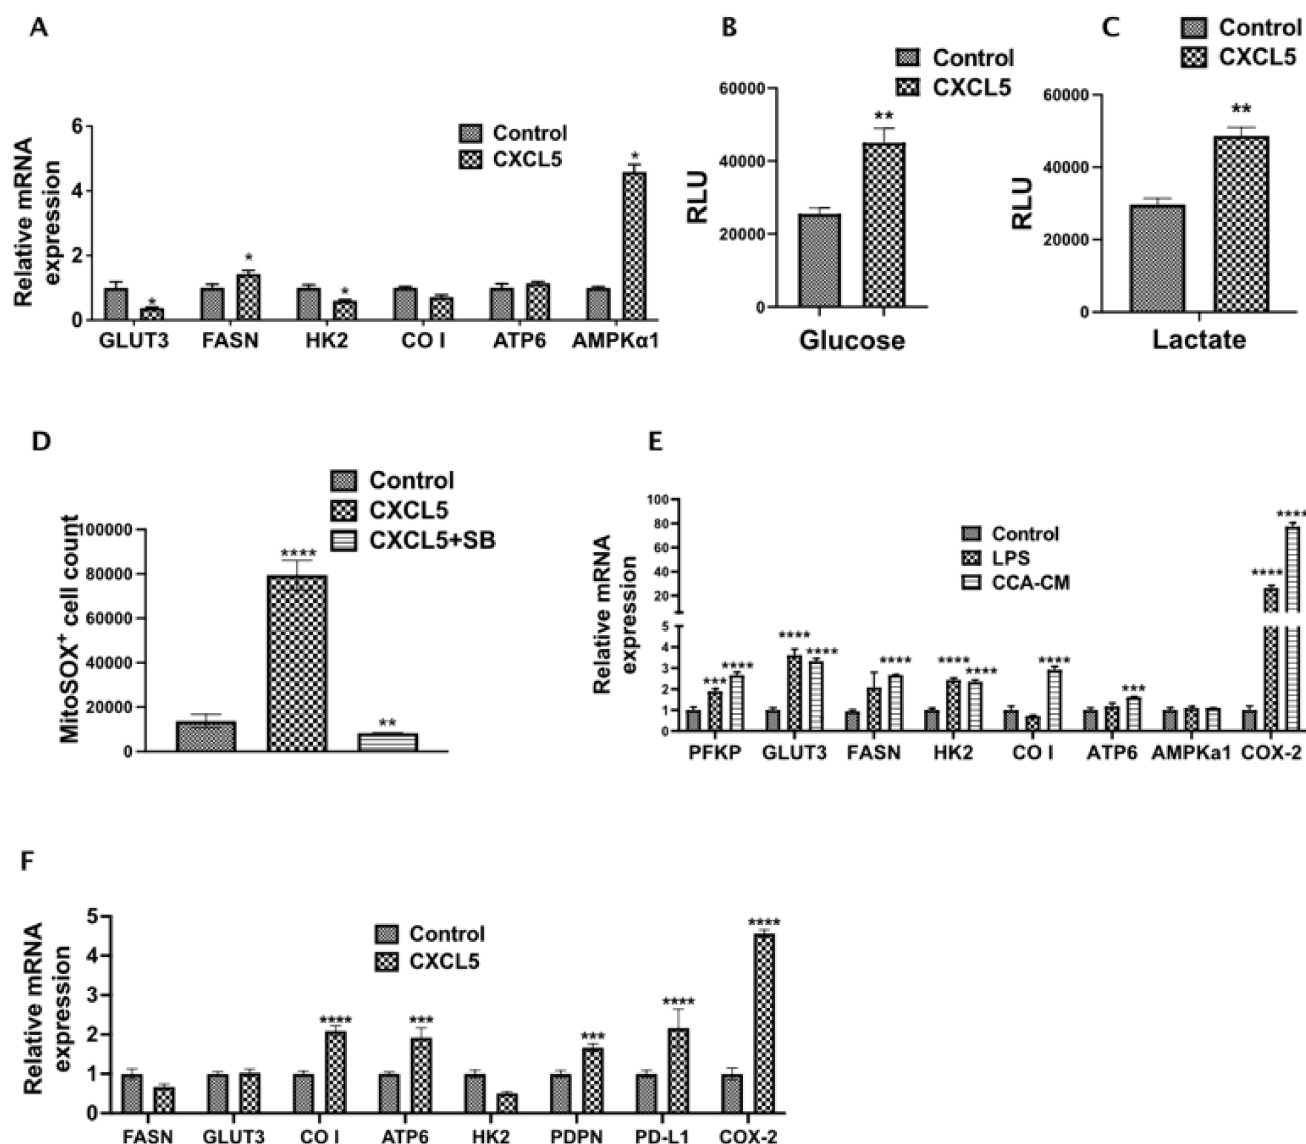 A
Relative mRNA
expression
6
4
2
0
Control
CXCL5
*
*
*
*
GLUT3 FASN HK2 CO I ATP6 AMPKα1
B
Control
CXCL5
RLU
60000
40000
20000
0
**
Glucose
C
Control
CXCL5
RLU
60000
40000
20000
0
**
Lactate
D
Control
CXCL5
CXCL5+SB
MitoSOX⁺ cell count
100000
80000
60000
40000
20000
0
****
**
E
Relative mRNA
expression
100
80
60
40
20
5
4
3
2
1
0
Control
LPS
CCA-CM
*** **** **** **** **** **** **** **** *** **** ****
PFKP GLUT3 FASN HK2 CO I ATP6 AMPKa1 COX-2
F
Relative mRNA
expression
5
4
3
2
1
0
Control
CXCL5
**** *** *** **** ****
FASN GLUT3 CO I ATP6 HK2 PDPN PD-L1 COX-2